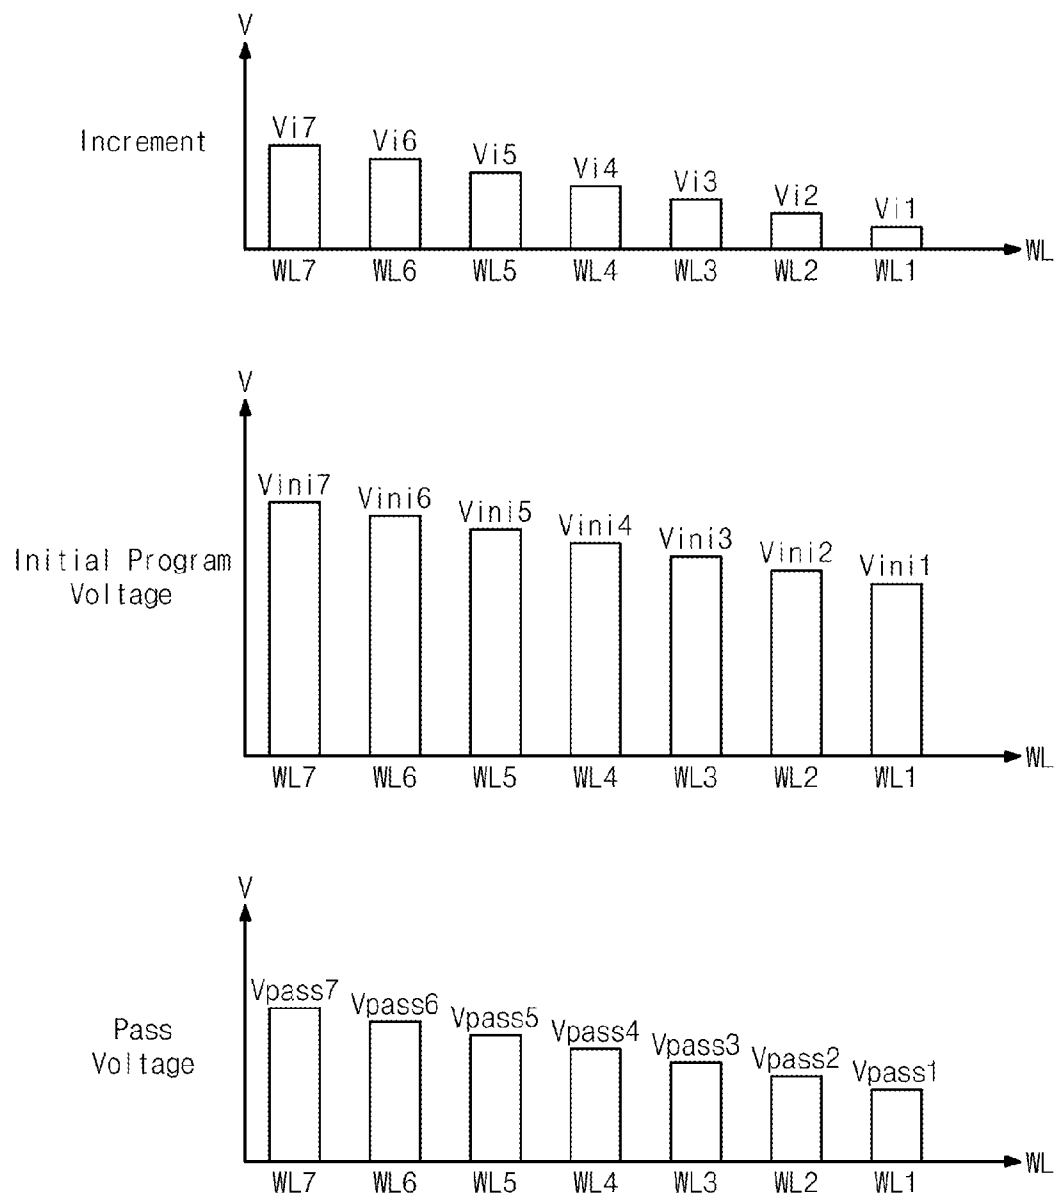 V
Increment
Vi7 Vi6 Vi5 Vi4 Vi3 Vi2 Vi1
WL7 WL6 WL5 WL4 WL3 WL2 WL1 WL
V
Initial Program
Voltage
Vini7 Vini6 Vini5 Vini4 Vini3 Vini2 Vini1
WL7 WL6 WL5 WL4 WL3 WL2 WL1 WL
V
Pass
Voltage
Vpass7 Vpass6 Vpass5 Vpass4 Vpass3 Vpass2 Vpass1
WL7 WL6 WL5 WL4 WL3 WL2 WL1 WL